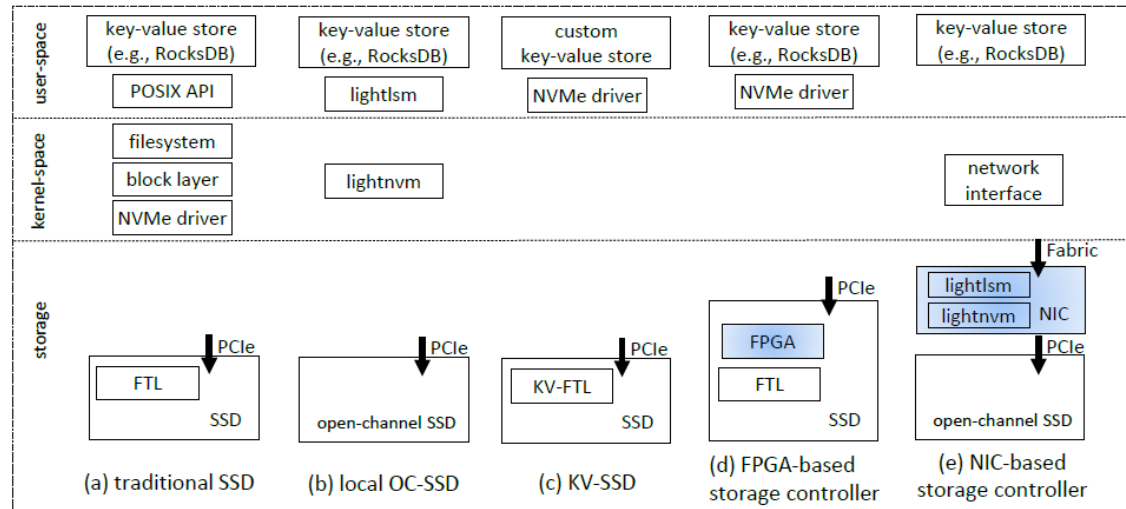 user-space
key-value store
(e.g., RocksDB)
POSIX API
key-value store
(e.g., RocksDB)
lightlsm
custom
key-value store
NVMe driver
key-value store
(e.g., RocksDB)
NVMe driver
key-value store
(e.g., RocksDB)
kernel-space
filesystem
block layer
NVMe driver
lightnvm
network
interface
storage
PCIe
FTL
SSD
PCIe
open-channel SSD
PCIe
KV-FTL
SSD
PCIe
FPGA
FTL
SSD
Fabric
lightlsm
lightnvm
NIC
PCIe
open-channel SSD
(a) traditional SSD
(b) local OC-SSD
(c) KV-SSD
(d) FPGA-based
storage controller
(e) NIC-based
storage controller